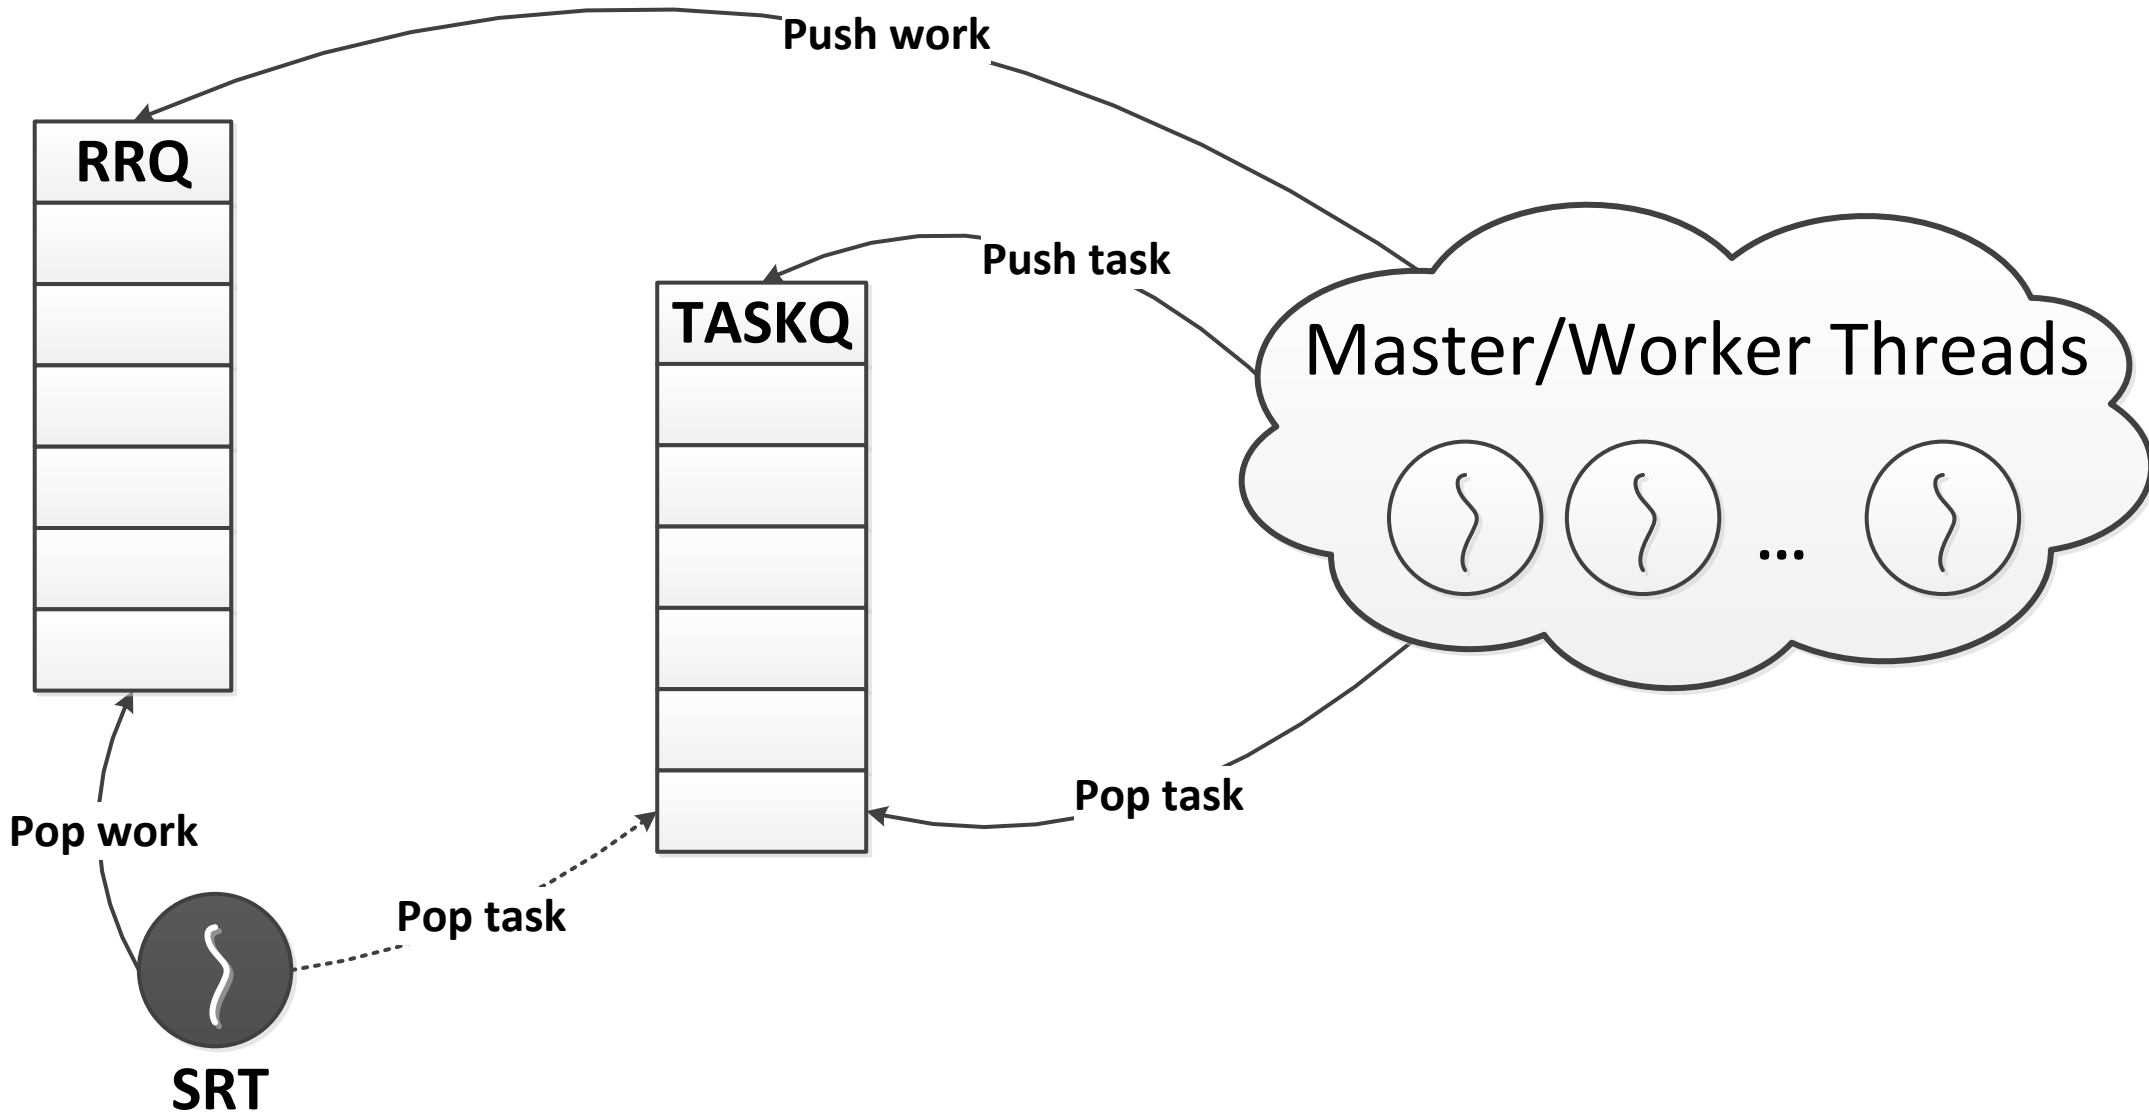 Push work
RRQ
Push task
TASKQ
Master/Worker Threads
...
Pop task
Pop work
Pop task
SRT